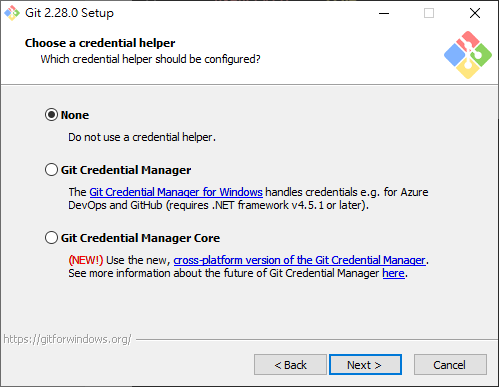 Git 2.28.0 Setup
Choose a credential helper
Which credential helper should be configured?
None
Do not use a credential helper.
Git Credential Manager
The Git Credential Manager for Windows handles credentials e.g. for Azure
DevOps and GitHub (requires .NET framework v4.5.1 or later).
Git Credential Manager Core
(NEW!) Use the new, cross-platform version of the Git Credential Manager.
See more information about the future of Git Credential Manager here.
https://gitforwindows.org/
< Back
Next >
Cancel